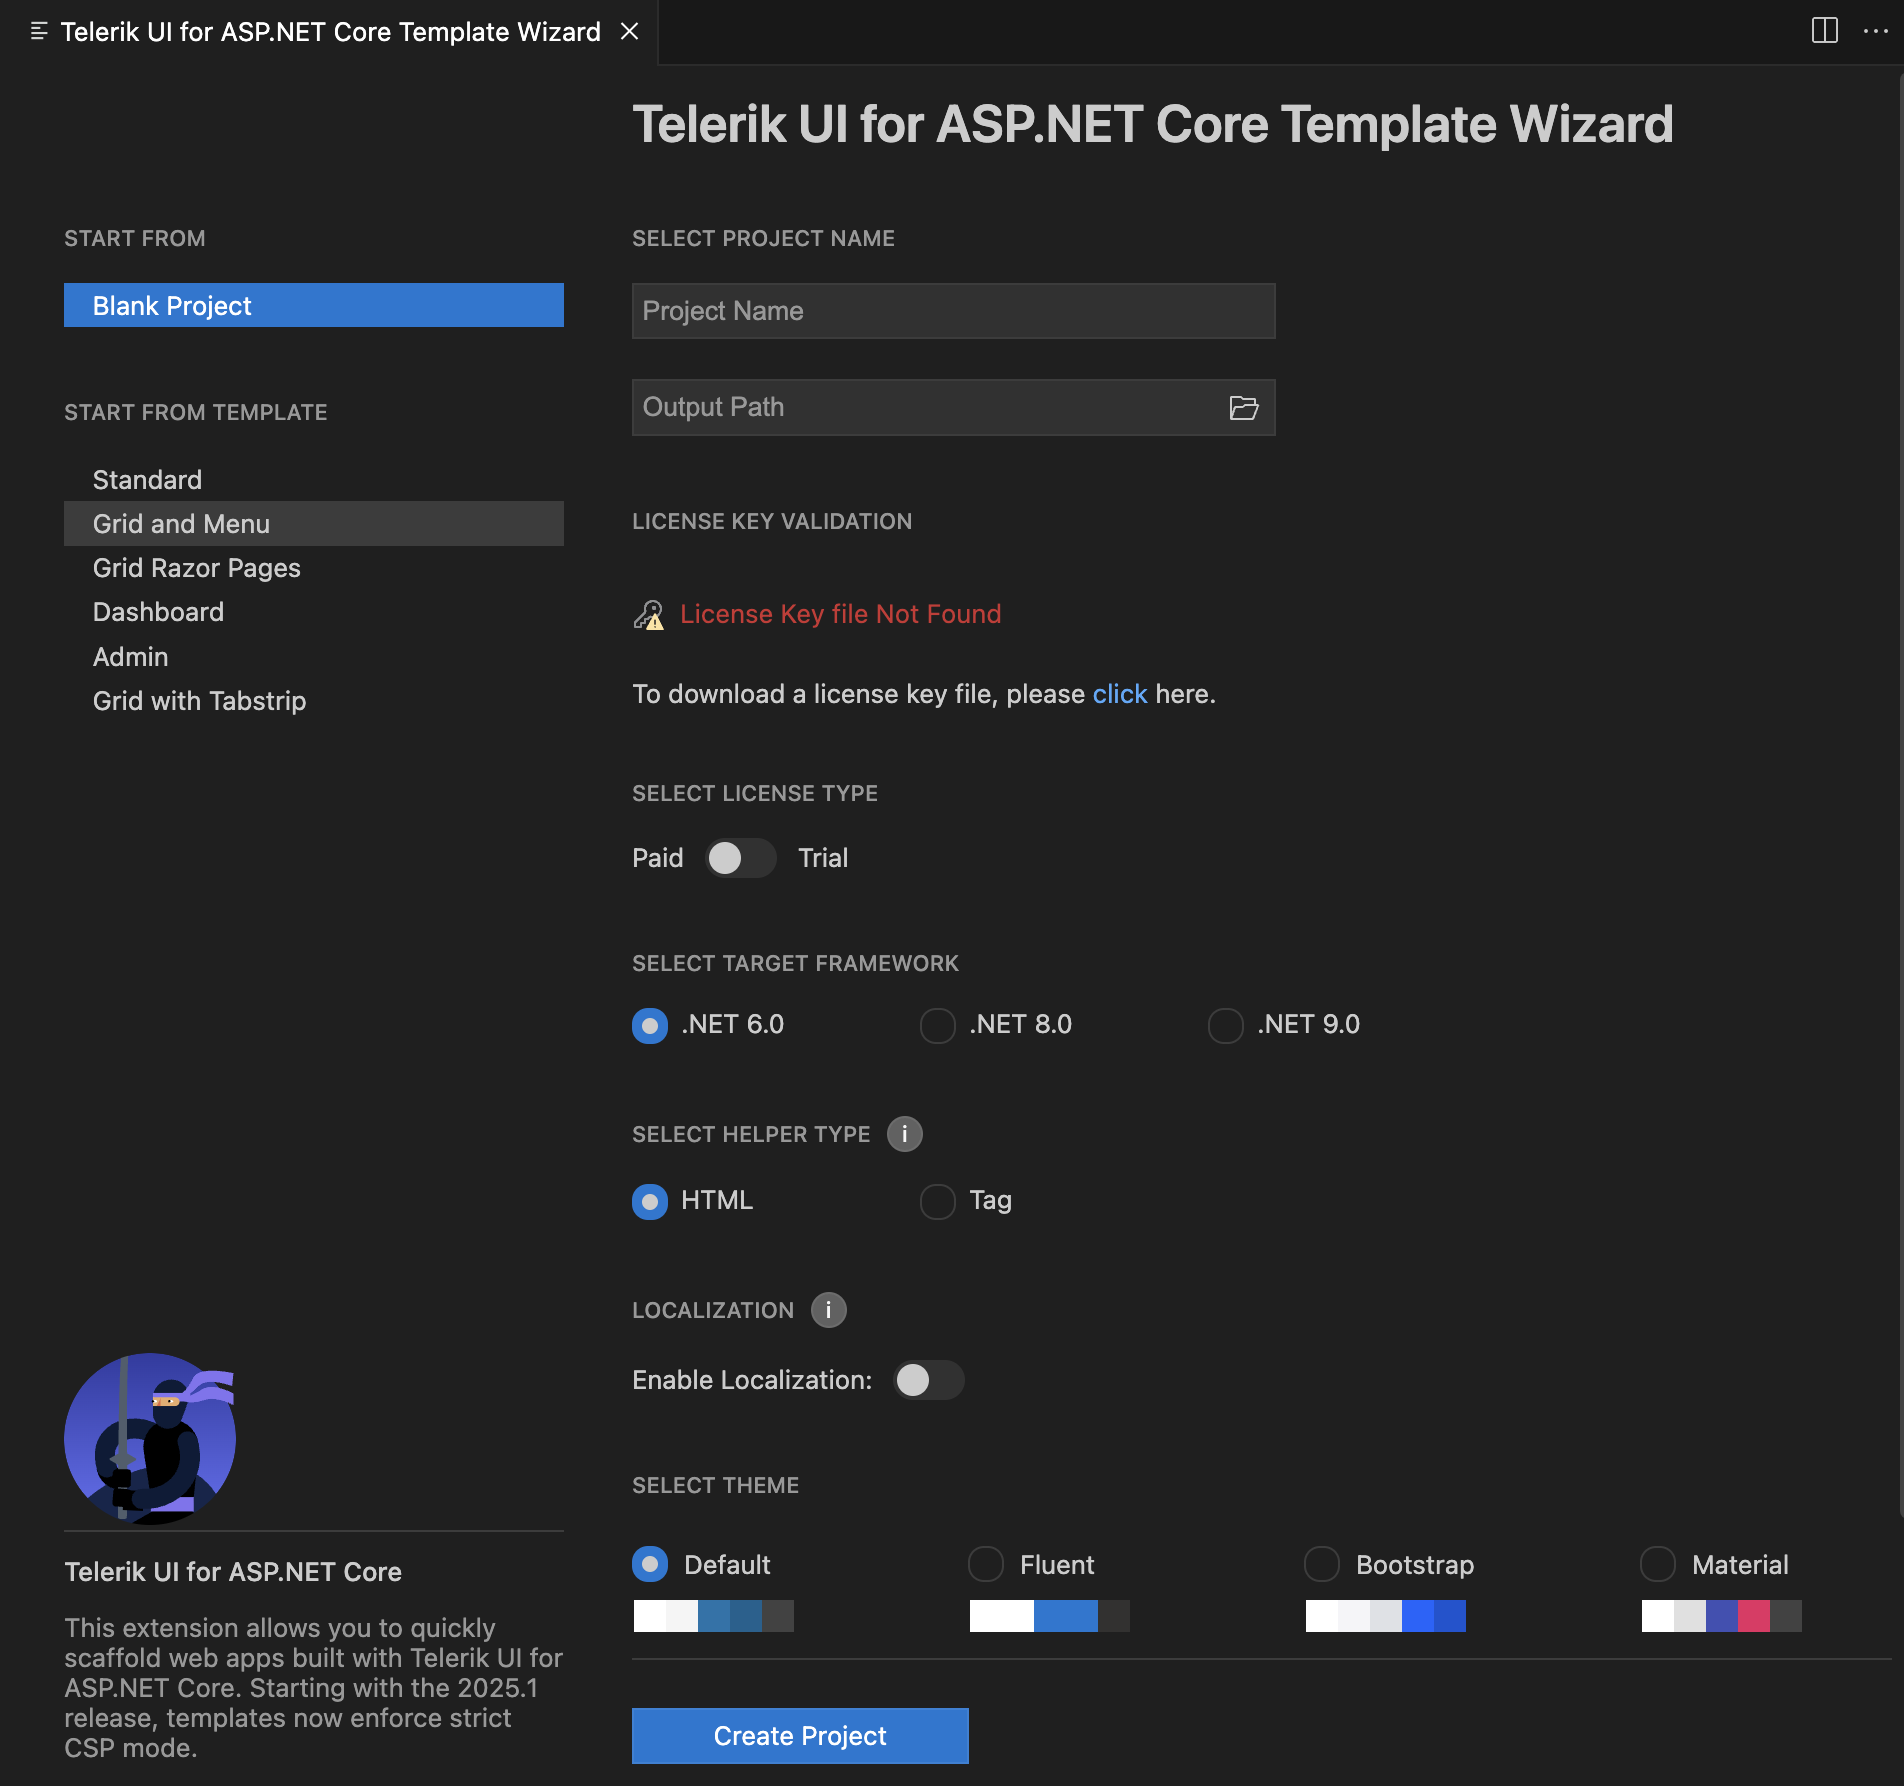 Telerik UI for ASP.NET Core Template Wizard
Telerik UI for ASP.NET Core Template Wizard
START FROM
Blank Project
START FROM TEMPLATE
Standard
Grid and Menu
Grid Razor Pages
Dashboard
Admin
Grid with Tabstrip
Telerik UI for ASP.NET Core
This extension allows you to quickly
scaffold web apps built with Telerik UI for
ASP.NET Core. Starting with the 2025.1
release, templates now enforce strict
CSP mode.
SELECT PROJECT NAME
Project Name
Output Path
LICENSE KEY VALIDATION
License Key file Not Found
To download a license key file, please click here.
SELECT LICENSE TYPE
Paid Trial
SELECT TARGET FRAMEWORK
.NET 6.0 .NET 8.0 .NET 9.0
SELECT HELPER TYPE i
HTML Tag
LOCALIZATION i
Enable Localization:
SELECT THEME
Default Fluent Bootstrap Material
Create Project